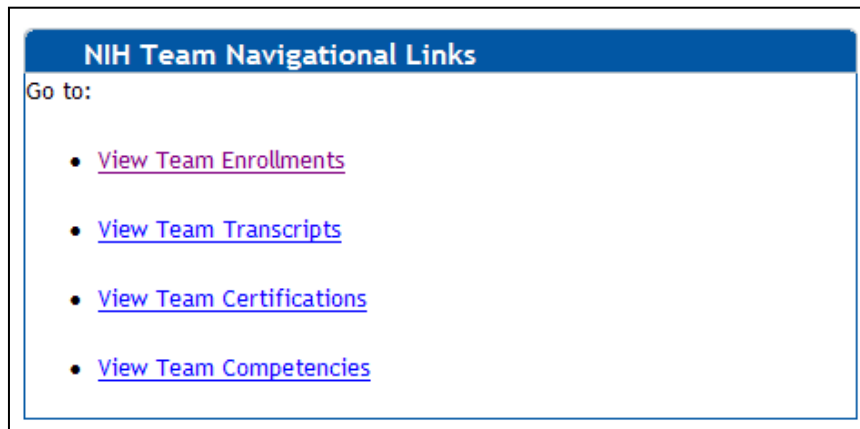 NIH Team Navigational Links
Go to:
View Team Enrollments
View Team Transcripts
View Team Certifications
View Team Competencies